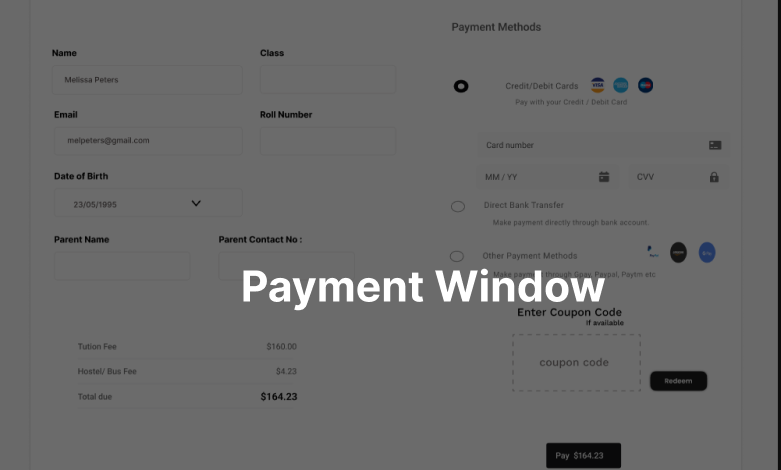 Payment Methods
Name
Class
Melissa Peters
Credit/Debit Cards
VISA
Pay with your Credit / Debit Card
Email
Roll Number
melpeters@gmail.com
Card number
Date of Birth
MM / YY
CVV
23/05/1995
Direct Bank Transfer
Make payment directly through bank account.
Parent Name
Parent Contact No :
Other Payment Methods
Make payment through Gpay, Paypal, Paytm etc
Payment Window
Enter Coupon Code
If available
Tution Fee
$160.00
coupon code
Hostel/ Bus Fee
$4.23
Redeem
Total due
$164.23
Pay $164.23